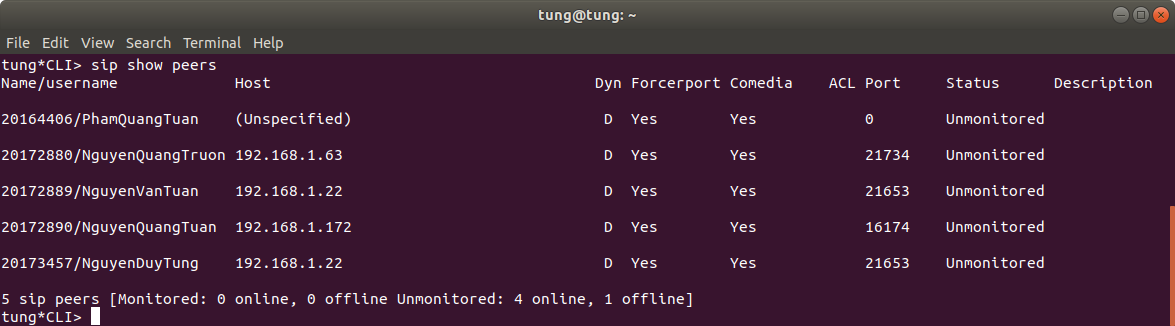 tung@tung: ~
File Edit View Search Terminal Help
tung*CLI> sip show peers
Name/username Host Dyn Forcerport Comedia ACL Port Status Description
20164406/PhamQuangTuan (Unspecified) D Yes Yes 0 Unmonitored
20172880/NguyenQuangTruon 192.168.1.63 D Yes Yes 21734 Unmonitored
20172889/NguyenVanTuan 192.168.1.22 D Yes Yes 21653 Unmonitored
20172890/NguyenQuangTuan 192.168.1.172 D Yes Yes 16174 Unmonitored
20173457/NguyenDuyTung 192.168.1.22 D Yes Yes 21653 Unmonitored
5 sip peers [Monitored: 0 online, 0 offline Unmonitored: 4 online, 1 offline]
tung*CLI>